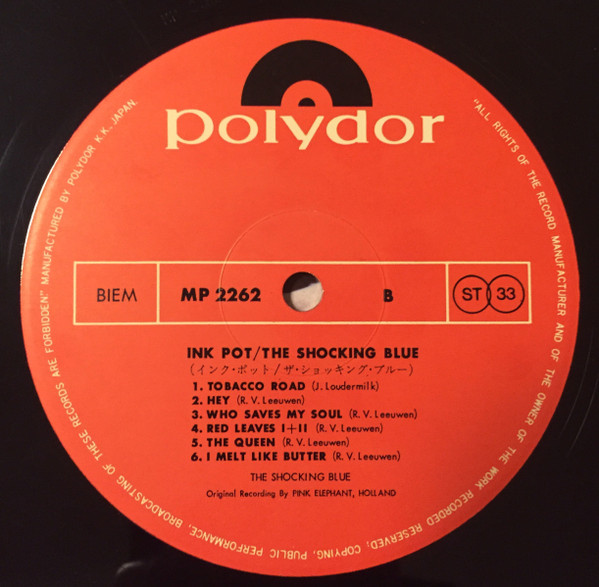 polydor
BIEM
MP 2262
B
ST 33
INK POT/THE SHOCKING BLUE
(インク・ポット/ザ・ショッキング・ブルー)
1. TOBACCO ROAD (J. Loudermilk)
2. HEY (R. V. Leeuwen)
3. WHO SAVES MY SOUL (R. V. Leeuwen)
4. RED LEAVES I+II (R. V. Leeuwen)
5. THE QUEEN (R. V. Leeuwen)
6. I MELT LIKE BUTTER (R. V. Leeuwen)
THE SHOCKING BLUE
Original Recording By PINK ELEPHANT, HOLLAND
"ALL RIGHTS OF THE RECORD MANUFACTURER AND OF THE OWNER OF THE WORK RECORDED RESERVED; COPYING, PUBLIC PERFORMANCE, BROADCASTING OF THESE RECORDS ARE FORBIDDEN" MANUFACTURED BY POLYDOR K.K. JAPAN.